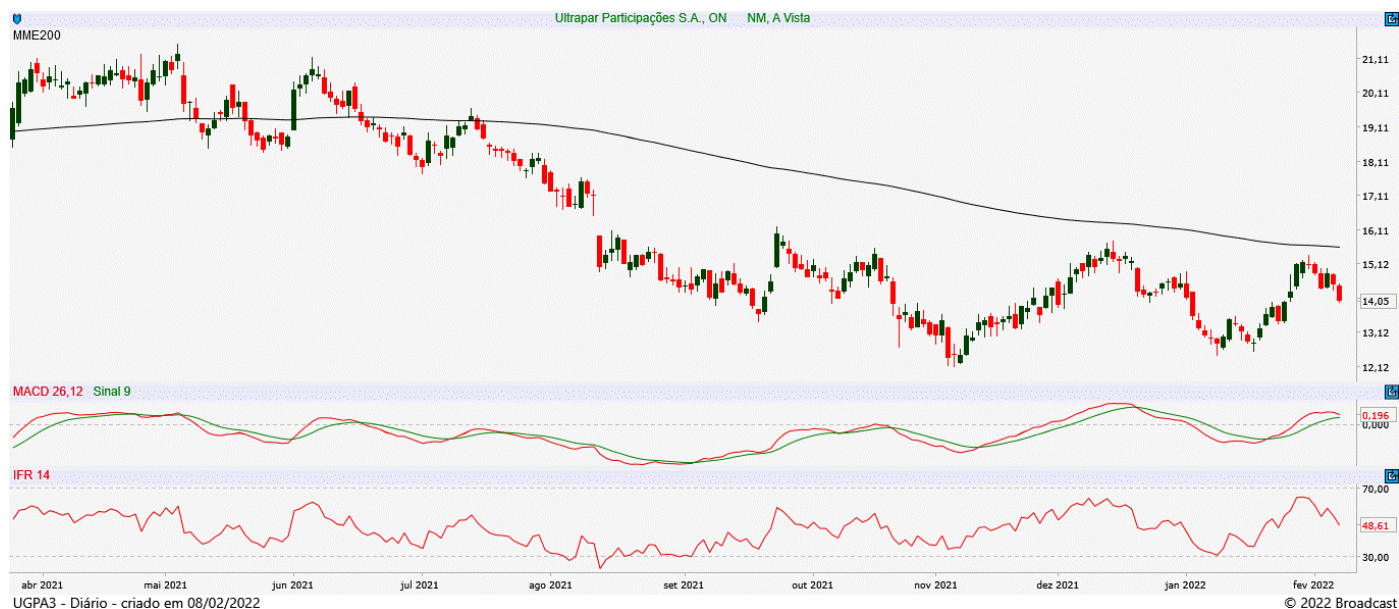 Ultrapar Participações S.A., ON NM, A Vista
MME200
21,11
20,11
19,11
18,11
17,11
16,11
15,12
14,05
13,12
12,12
MACD 26,12 Sinal 9
0,196
0,000
IFR 14
70,00
48,61
30,00
abr 2021 mai 2021 jun 2021 jul 2021 ago 2021 set 2021 out 2021 nov 2021 dez 2021 jan 2022 fev 2022
UGPA3 - Diário - criado em 08/02/2022 © 2022 Broadcast